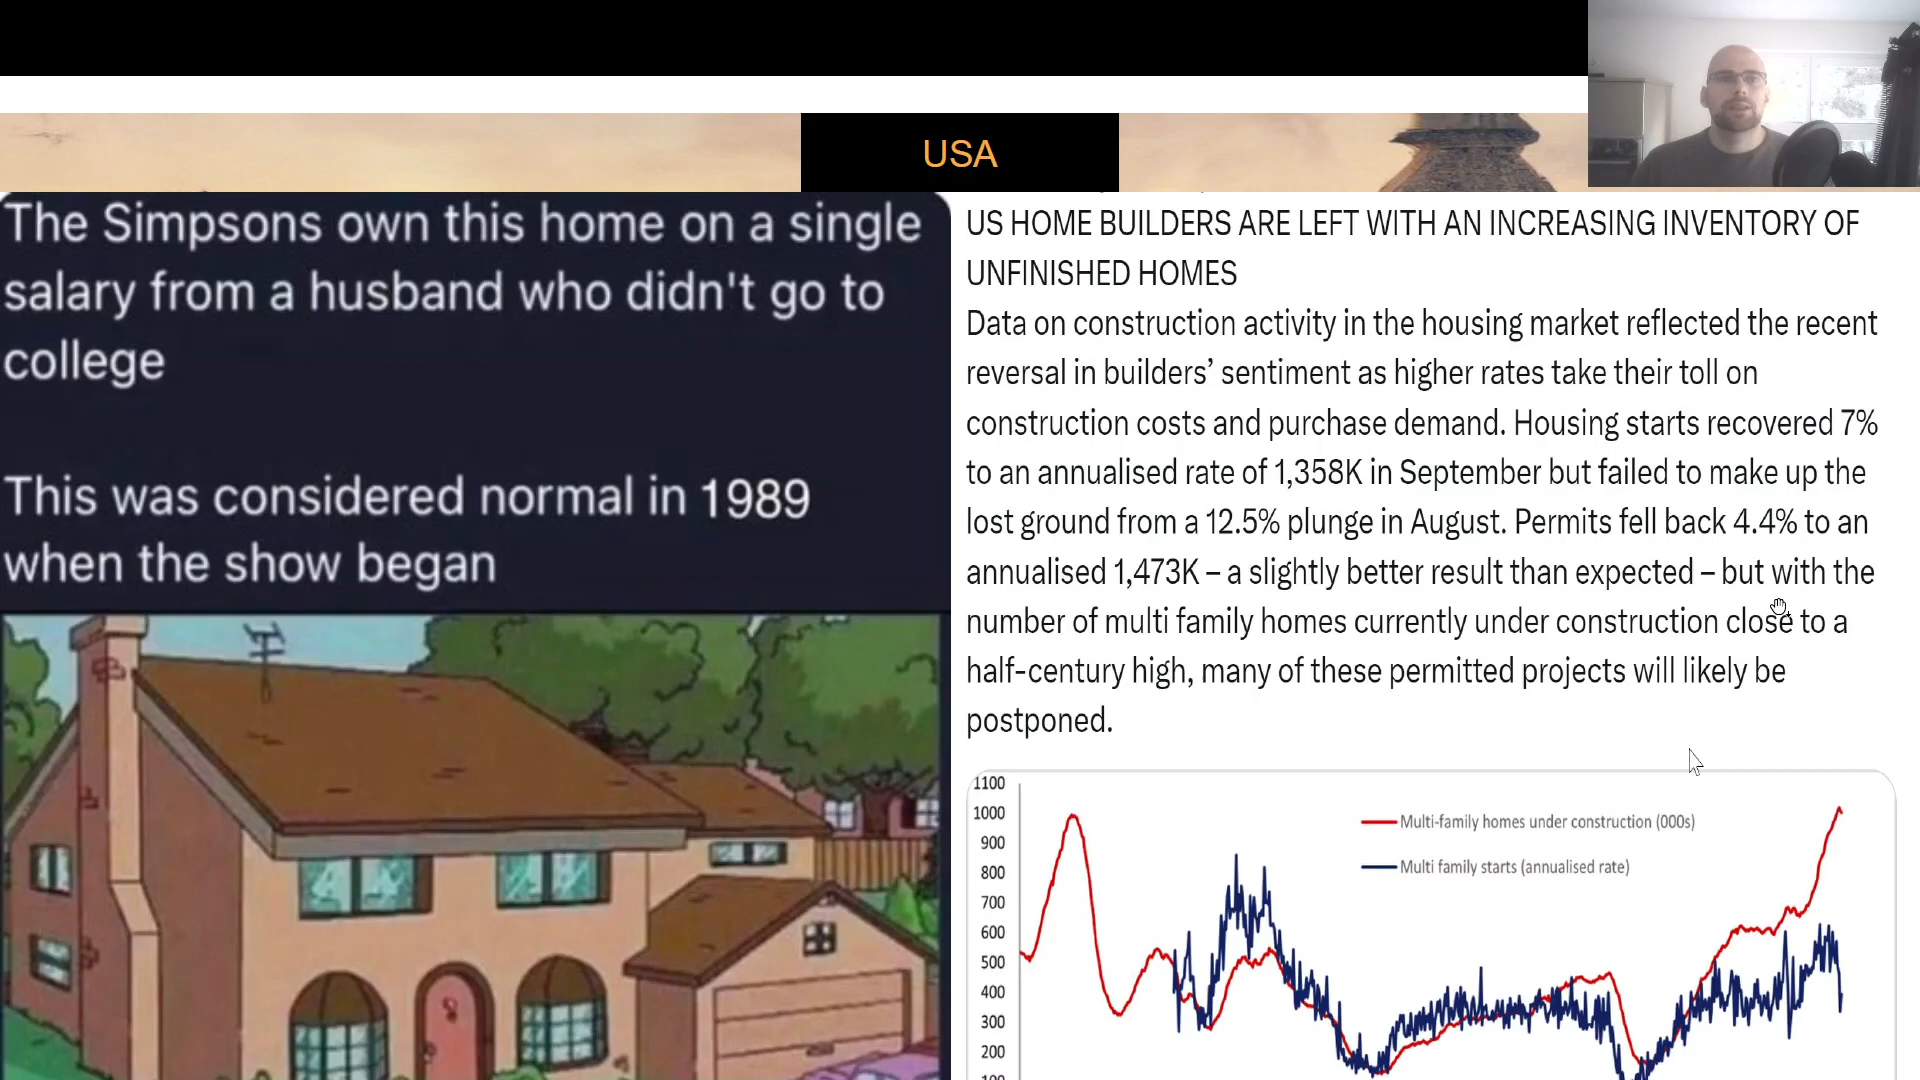 USA
The Simpsons own this home on a single
salary from a husband who didn't go to
college
This was considered normal in 1989
when the show began
US HOME BUILDERS ARE LEFT WITH AN INCREASING INVENTORY OF
UNFINISHED HOMES
Data on construction activity in the housing market reflected the recent
reversal in builders’ sentiment as higher rates take their toll on
construction costs and purchase demand. Housing starts recovered 7%
to an annualised rate of 1,358K in September but failed to make up the
lost ground from a 12.5% plunge in August. Permits fell back 4.4% to an
annualised 1,473K – a slightly better result than expected – but with the
number of multi family homes currently under construction close to a
half-century high, many of these permitted projects will likely be
postponed.
1100
1000
900
800
700
600
500
400
300
200
100
Multi-family homes under construction (000s)
Multi family starts (annualised rate)